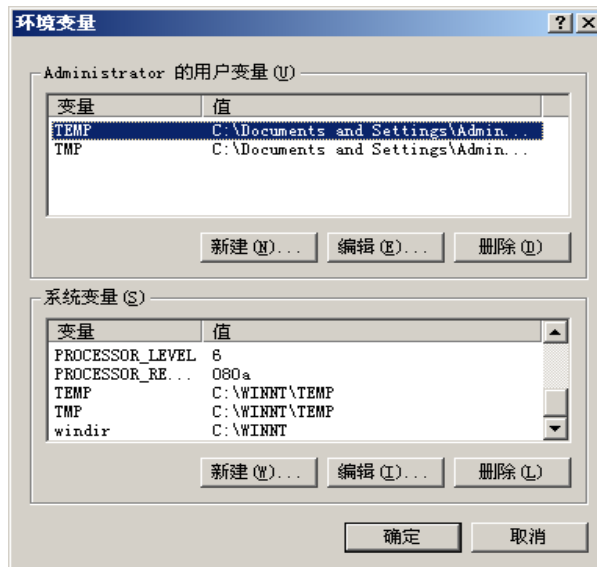 环境变量
Administrator 的用户变量(U)
变量 值
TEMP C:\Documents and Settings\Admin...
TMP C:\Documents and Settings\Admin...
新建(N)... 编辑(E)... 删除(D)
系统变量(S)
变量 值
PROCESSOR_LEVEL 6
PROCESSOR_RE... 080a
TEMP C:\WINNT\TEMP
TMP C:\WINNT\TEMP
windir C:\WINNT
新建(W)... 编辑(I)... 删除(L)
确定 取消